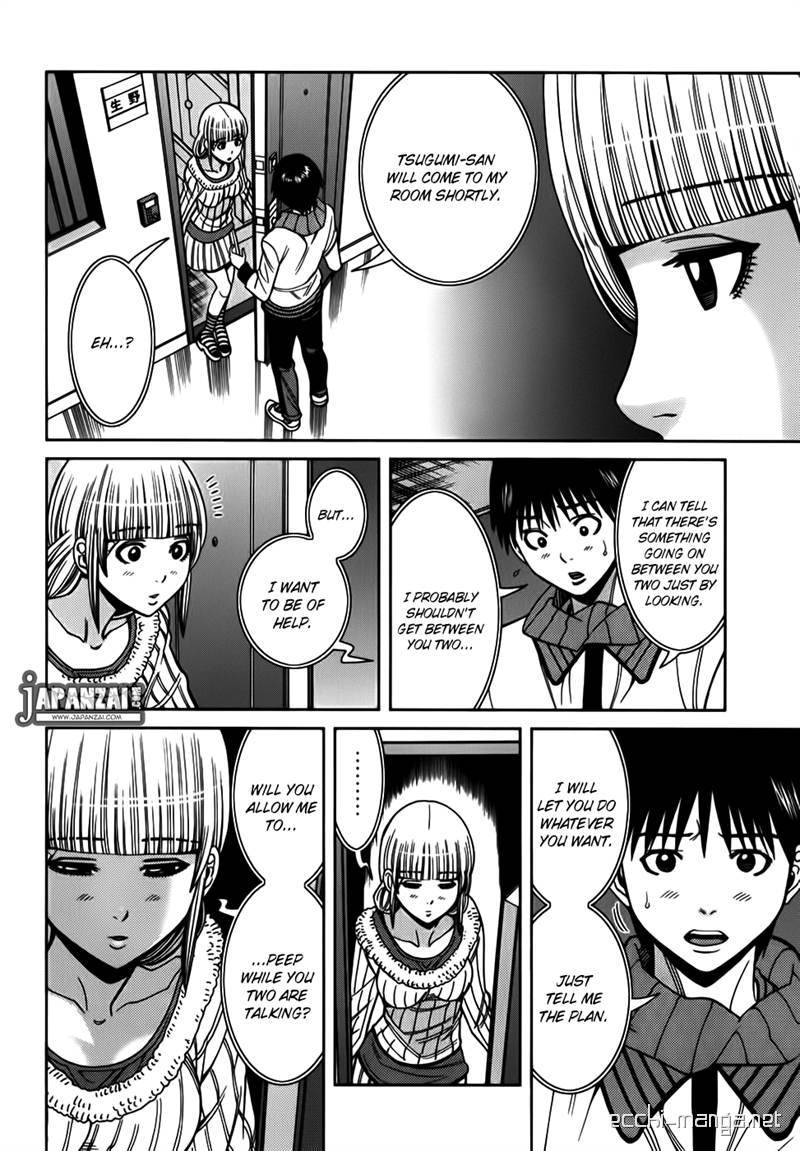 生野
TSUGUMI-SAN
WILL COME TO MY
ROOM SHORTLY.
EH...?
I CAN TELL
THAT THERE'S
SOMETHING
GOING ON
BETWEEN YOU
TWO JUST BY
LOOKING.
I PROBABLY
SHOULDN'T
GET BETWEEN
YOU TWO...
BUT...
I WANT
TO BE OF
HELP.
JAPANZAI.COM
WWW.JAPANZAI.COM
I WILL
LET YOU DO
WHATEVER
YOU WANT.
JUST
TELL ME
THE PLAN.
........
WILL YOU
ALLOW ME
TO...
...PEEP
WHILE YOU
TWO ARE
TALKING?
ecchi-manga.net